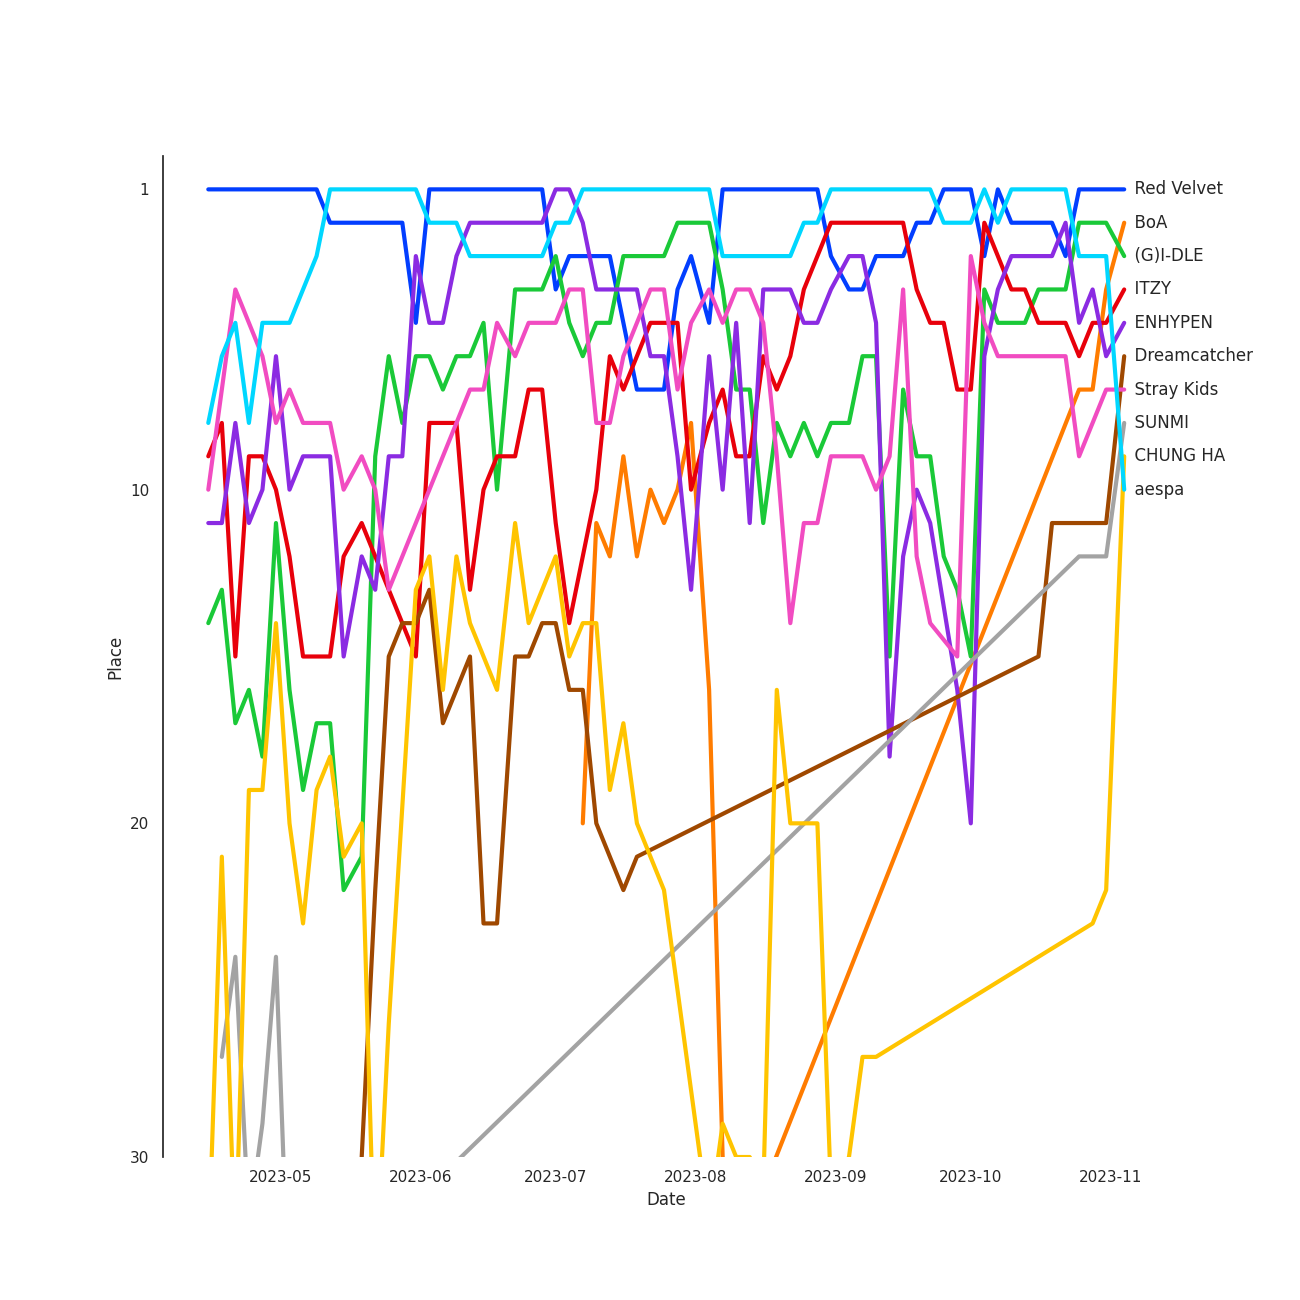 1
10
20
30
Place
Red Velvet
BoA
(G)I-DLE
ITZY
ENHYPEN
Dreamcatcher
Stray Kids
SUNMI
CHUNG HA
aespa
2023-05 2023-06 2023-07 2023-08 2023-09 2023-10 2023-11
Date